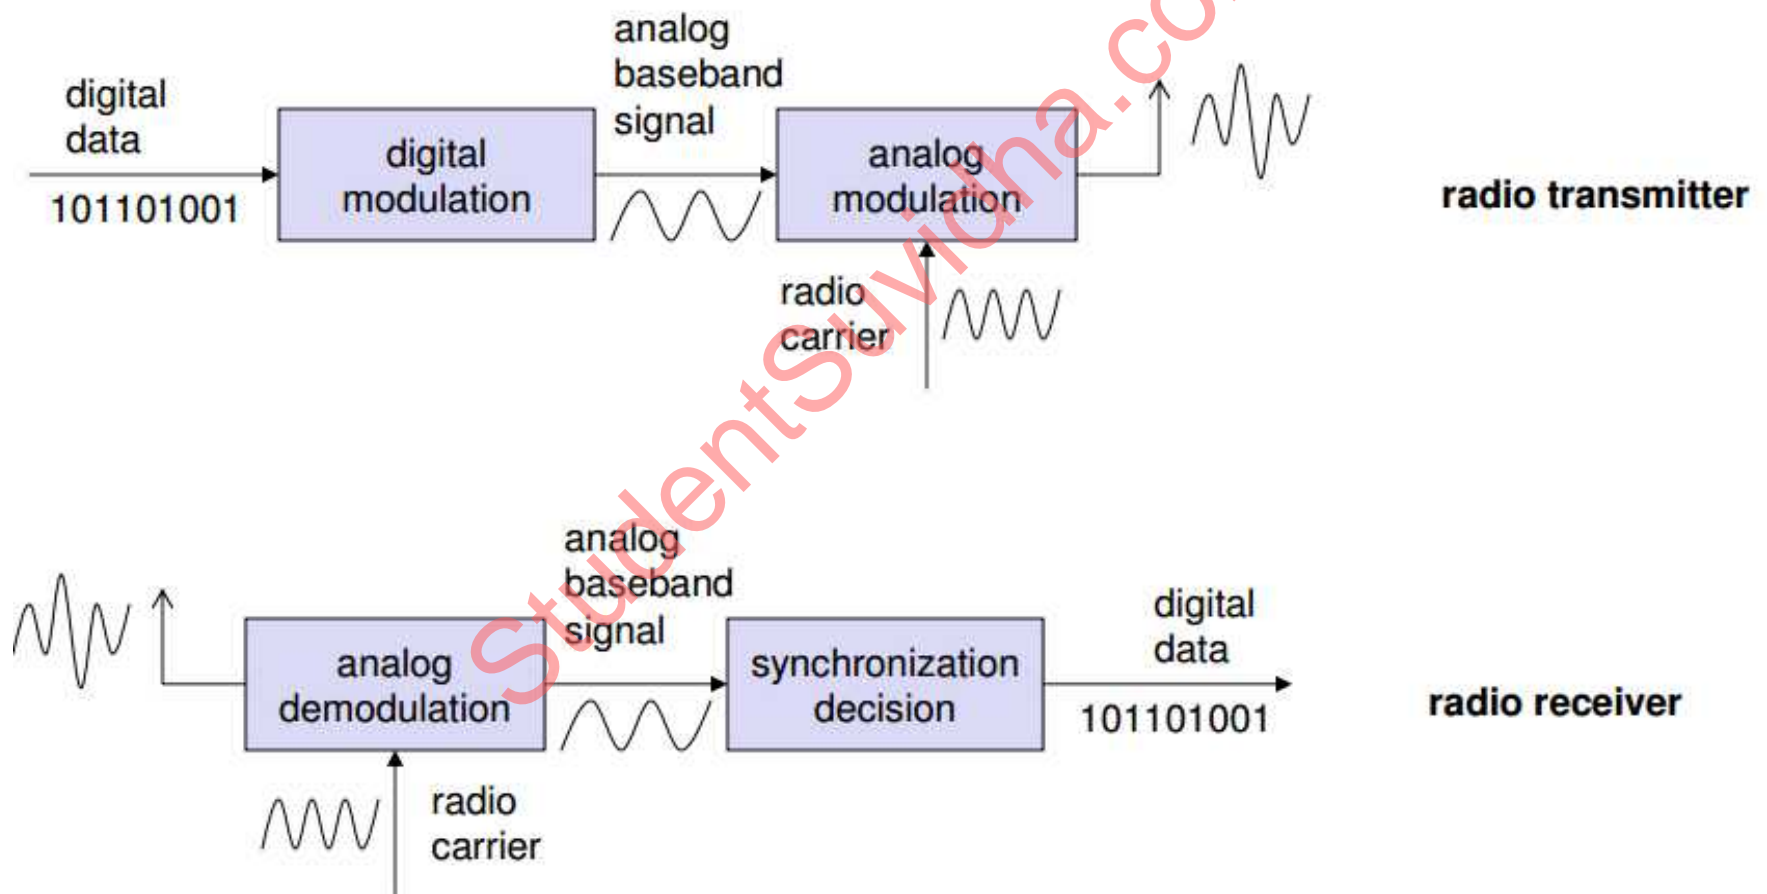 analog
baseband
signal
digital
data
101101001
digital
modulation
analog
modulation
radio
carrier
radio transmitter
analog
baseband
signal
analog
demodulation
synchronization
decision
digital
data
101101001
radio
carrier
radio receiver
StudentSuvidha.co